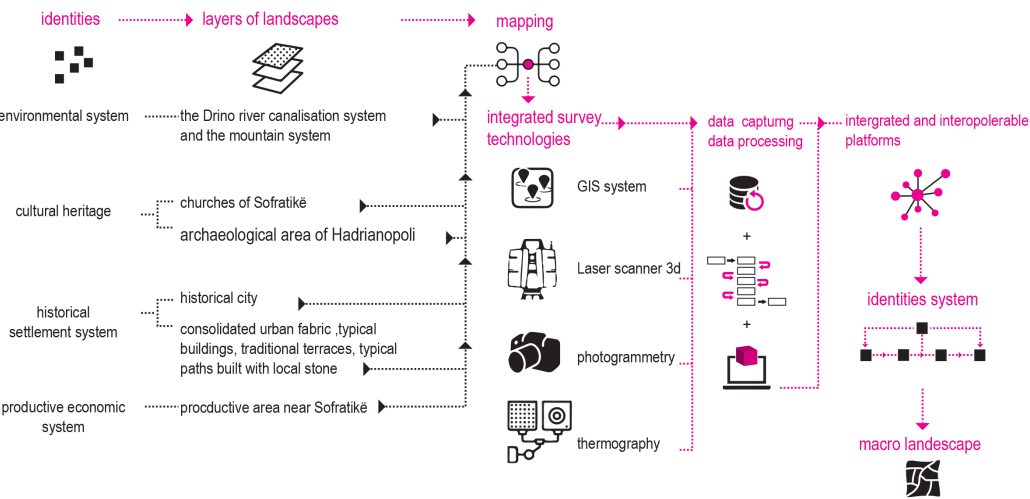 identities
layers of landscapes
mapping
environmental system
the Drino river canalisation system
and the mountain system
cultural heritage
churches of Sofratikë
archaeological area of Hadrianopoli
historical
settlement system
historical city
consolidated urban fabric ,typical
buildings, traditional terraces, typical
paths built with local stone
productive economic
system
procductive area near Sofratikë
integrated survey
technologies
GIS system
Laser scanner 3d
photogrammetry
thermography
data capturng
data processing
+
+
intergrated and interopolerable
platforms
identities system
macro landescape